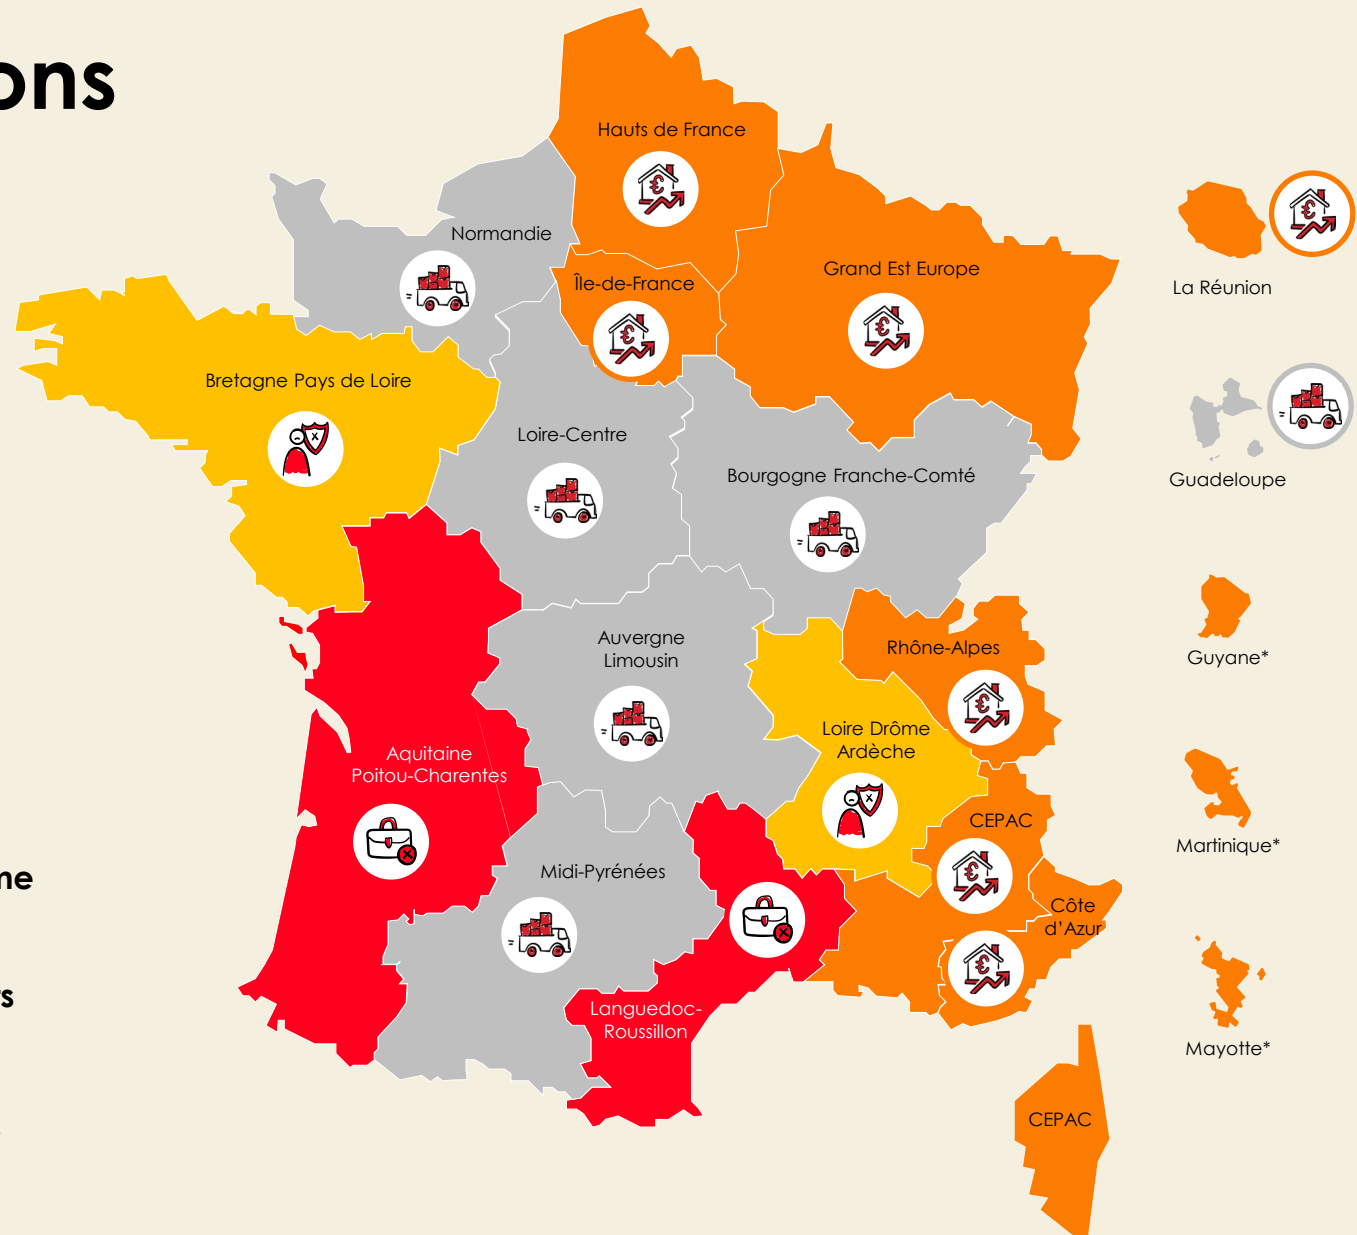 ons
Hauts de France
Normandie
Île-de-France
Grand Est Europe
La Réunion
Bretagne Pays de Loire
Loire-Centre
Bourgogne Franche-Comté
Guadeloupe
Auvergne
Limousin
Rhône-Alpes
Guyane*
Loire Drôme
Ardèche
Aquitaine
Poitou-Charentes
CEPAC
Martinique*
Midi-Pyrénées
me
Côte
d'Azur
Languedoc-
Roussillon
Mayotte*
CEPAC